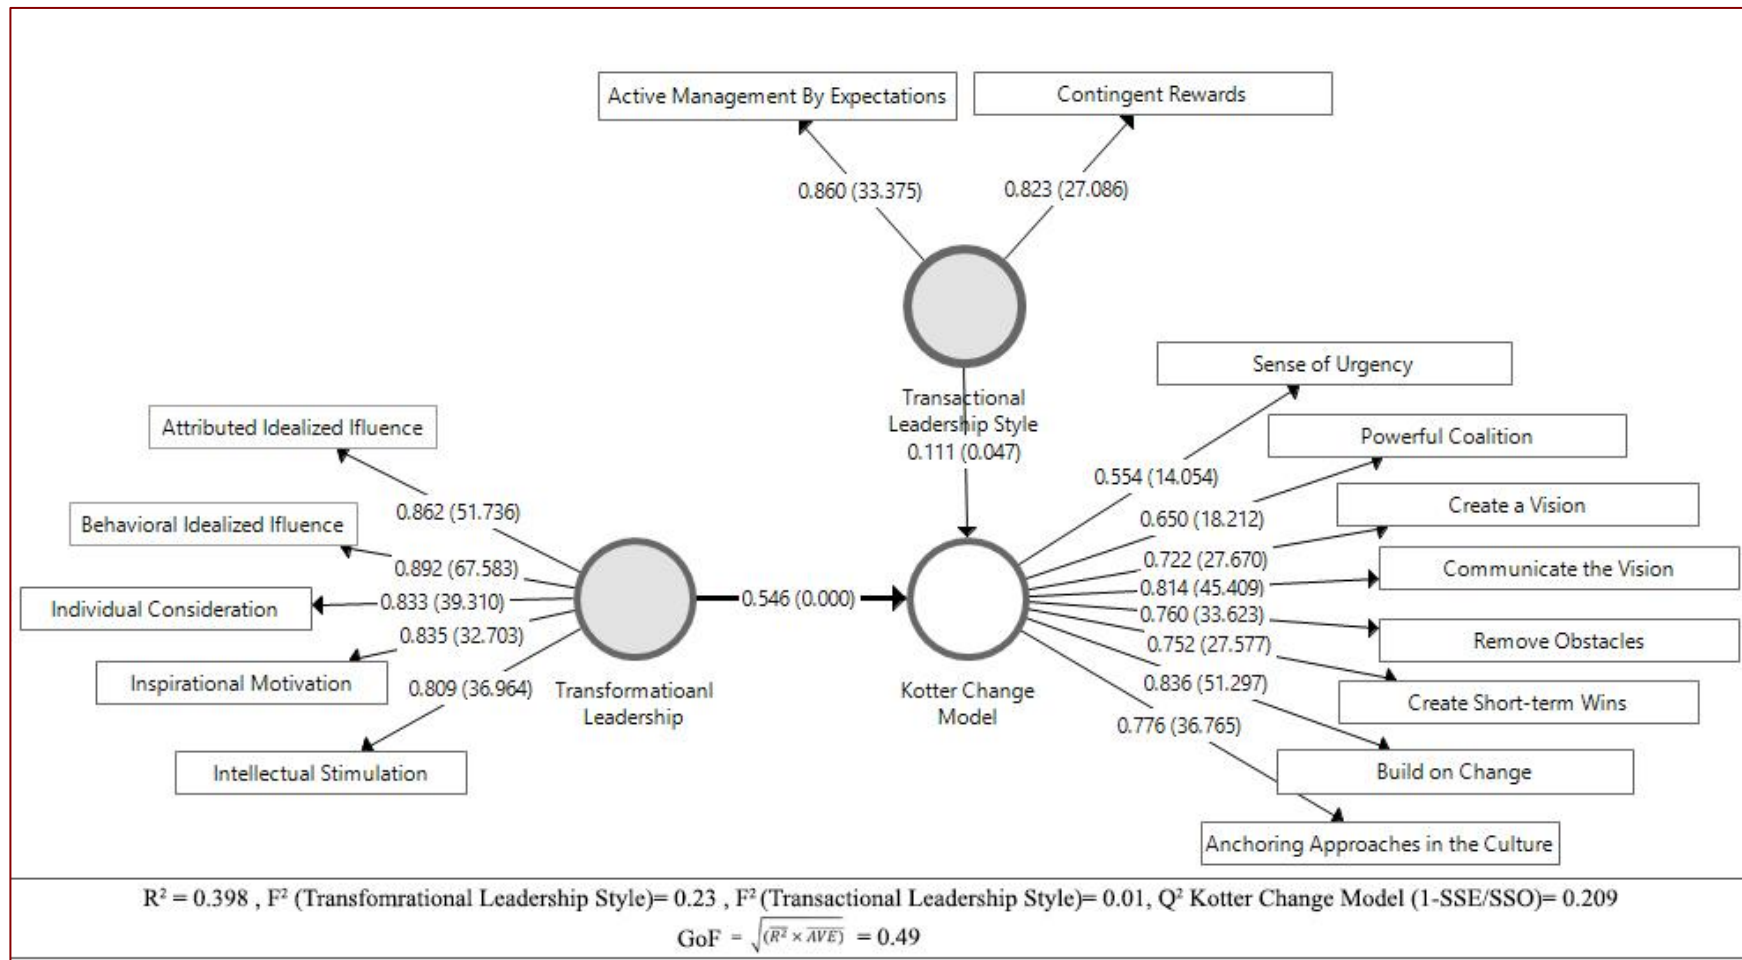 Active Management By Expectations
Contingent Rewards
0.860 (33.375)
0.823 (27.086)
Transactional
Leadership Style
0.111 (0.047)
Sense of Urgency
Powerful Coalition
Create a Vision
Communicate the Vision
Remove Obstacles
Create Short-term Wins
Build on Change
Anchoring Approaches in the Culture
0.554 (14.054)
0.650 (18.212)
0.722 (27.670)
0.814 (45.409)
0.760 (33.623)
0.752 (27.577)
0.836 (51.297)
0.776 (36.765)
Attributed Idealized Ifluence
Behavioral Idealized Ifluence
Individual Consideration
Inspirational Motivation
Intellectual Stimulation
0.862 (51.736)
0.892 (67.583)
0.833 (39.310)
0.835 (32.703)
0.809 (36.964)
Transformatioanl
Leadership
0.546 (0.000)
Kotter Change
Model
R² = 0.398 , F² (Transfomrational Leadership Style)= 0.23 , F² (Transactional Leadership Style)= 0.01, Q² Kotter Change Model (1-SSE/SSO)= 0.209
GoF = √(R̅² × A̅V̅E̅) = 0.49